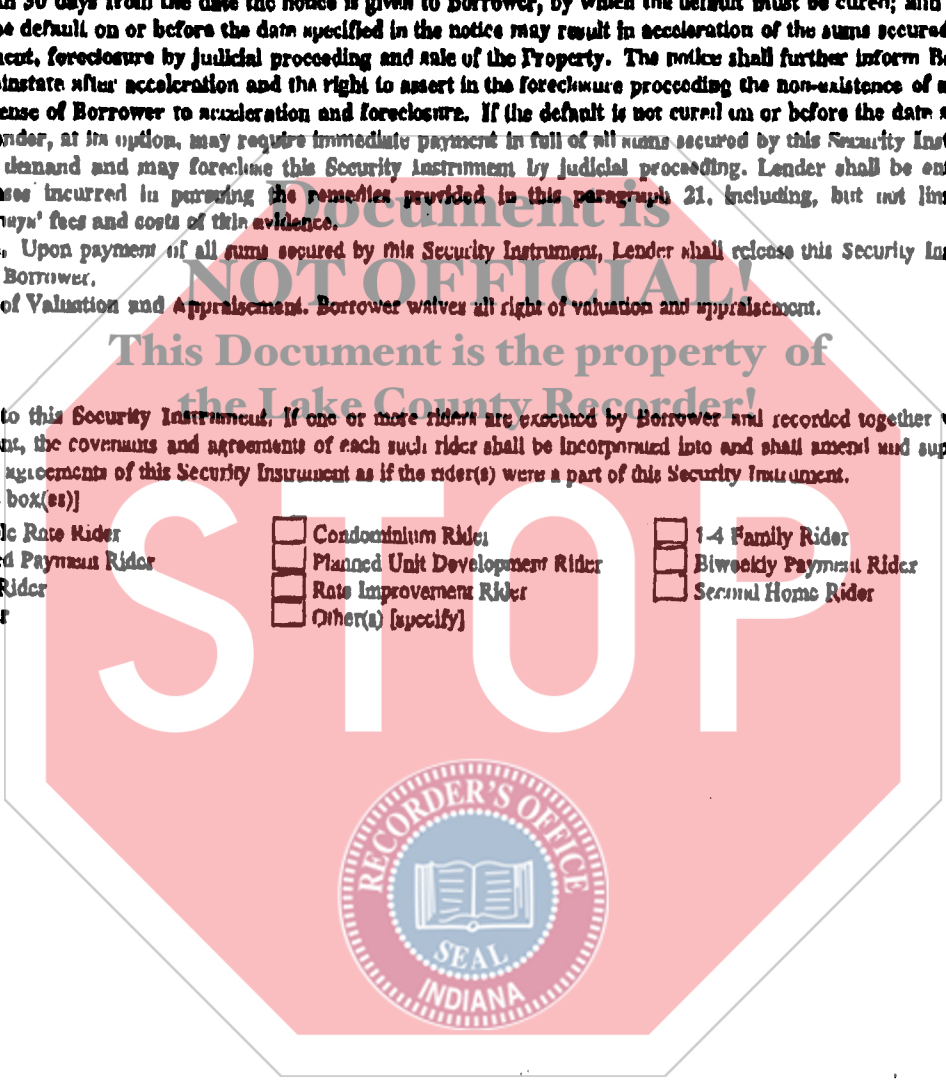 30 days from the date the notice is given to Borrower, by which the default must be cured; and
default on or before the date specified in the notice may result in acceleration of the sums secured
foreclosure by judicial proceeding and sale of the Property. The notice shall further inform
instate after acceleration and the right to assert in the foreclosure proceeding the non-existence of
ense of Borrower to acceleration and foreclosure. If the default is not cured on or before the date
nder, at its option, may require immediate payment in full of all sums secured by this Security Ins
demand and may foreclose this Security Instrument by judicial proceeding. Lender shall be en
ses incurred in pursuing the remedies provided in this paragraph 21, including, but not lim
neys' fees and costs of title evidence.
Document is
. Upon payment of all sums secured by this Security Instrument, Lender shall release this Security Ins
Borrower.
NOT OFFICIAL!
of Valuation and Appraisement. Borrower waives all right of valuation and appraisement.
This Document is the property of
the Lake County Recorder!
to this Security Instrument. If one or more riders are executed by Borrower and recorded together
nt, the covenants and agreements of each such rider shall be incorporated into and shall amend and sup
agreements of this Security Instrument as if the rider(s) were a part of this Security Instrument.
box(es)]
le Rate Rider Condominium Rider 1-4 Family Rider
d Payment Rider Planned Unit Development Rider Biweekly Payment Rider
Rider Rate Improvement Rider Second Home Rider
r Other(s) [specify]
STOP
RECORDER'S OFFICE
SEAL
INDIANA